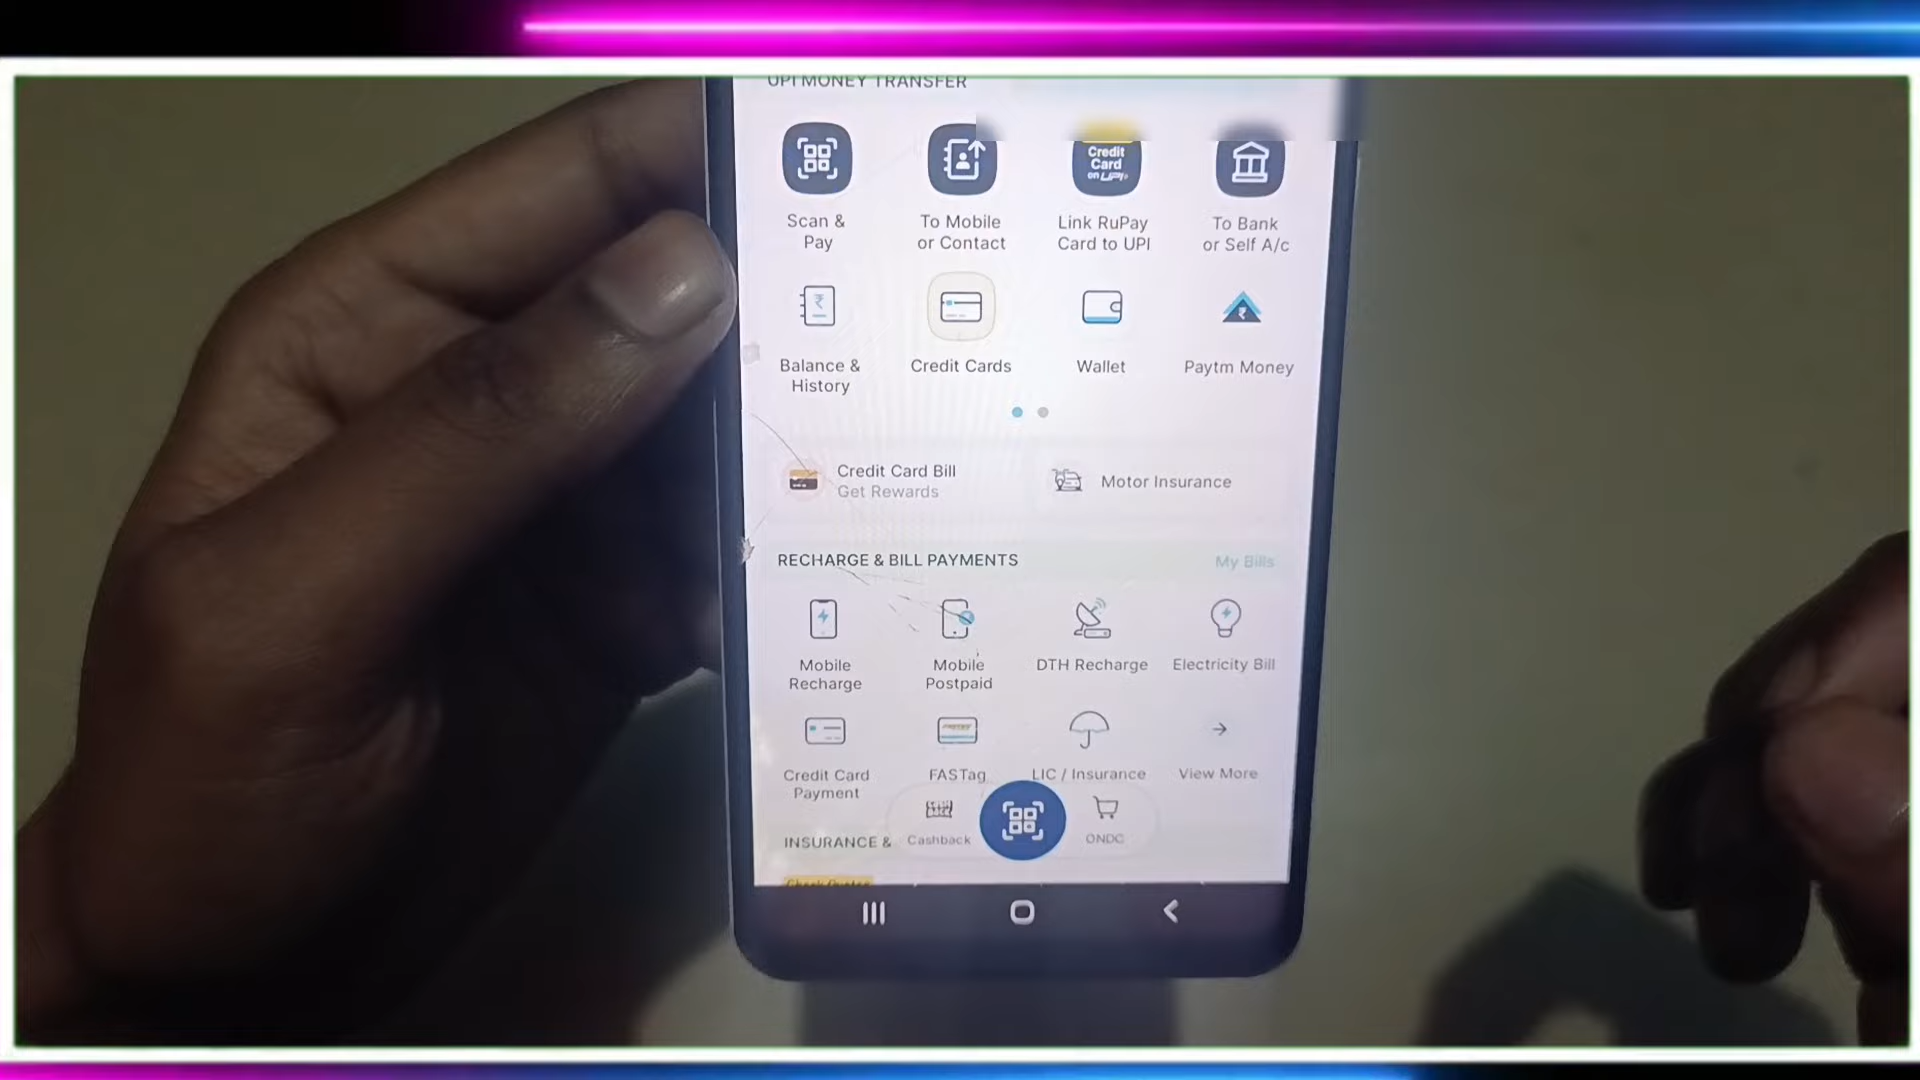 UPI MONEY TRANSFER
Credit
Card
on UPI
Scan &
Pay
To Mobile
or Contact
Link RuPay
Card to UPI
To Bank
or Self A/c
Balance &
History
Credit Cards
Wallet
Paytm Money
Credit Card Bill
Get Rewards
Motor Insurance
RECHARGE & BILL PAYMENTS
My Bills
Mobile
Recharge
Mobile
Postpaid
DTH Recharge
Electricity Bill
Credit Card
Payment
FASTag
LIC / Insurance
View More
INSURANCE &
Cashback
ONDC